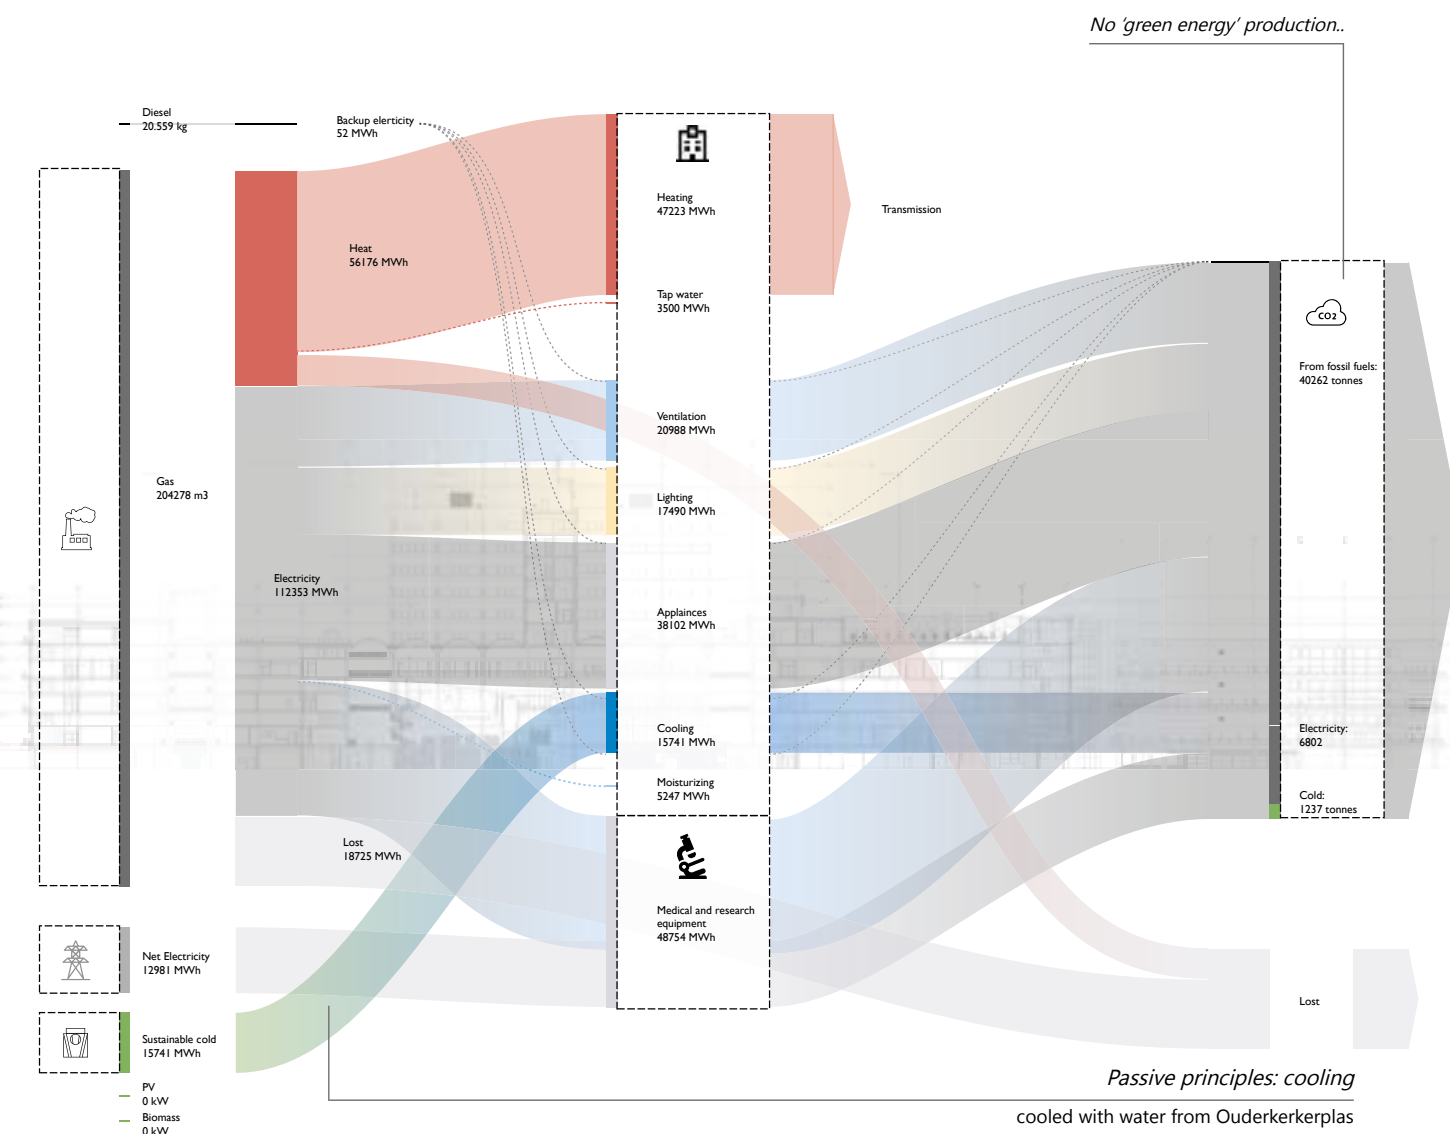 No 'green energy' production..
Diesel
20.559 kg
Backup elerticity
52 MWh
Heating
47223 MWh
Transmission
Heat
56176 MWh
Tap water
3500 MWh
CO2
From fossil fuels:
40262 tonnes
Ventilation
20988 MWh
Gas
204278 m3
Lighting
17490 MWh
Electricity
112353 MWh
Applainces
38102 MWh
Cooling
15741 MWh
Electricity:
6802
Moisturizing
5247 MWh
Cold:
1237 tonnes
Lost
18725 MWh
Medical and research
equipment
48754 MWh
Net Electricity
12981 MWh
Lost
Sustainable cold
15741 MWh
PV
0 kW
Biomass
0 kW
Passive principles: cooling
cooled with water from Ouderkerkerplas